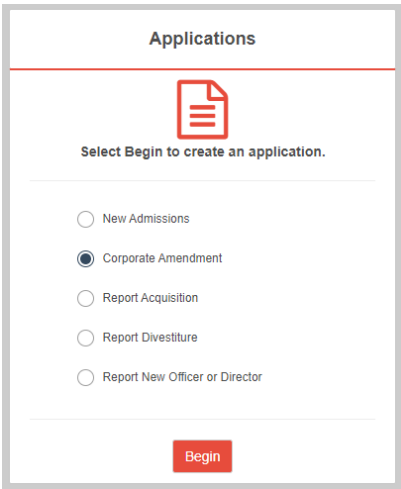 Applications
Select Begin to create an application.
New Admissions
Corporate Amendment
Report Acquisition
Report Divestiture
Report New Officer or Director
Begin